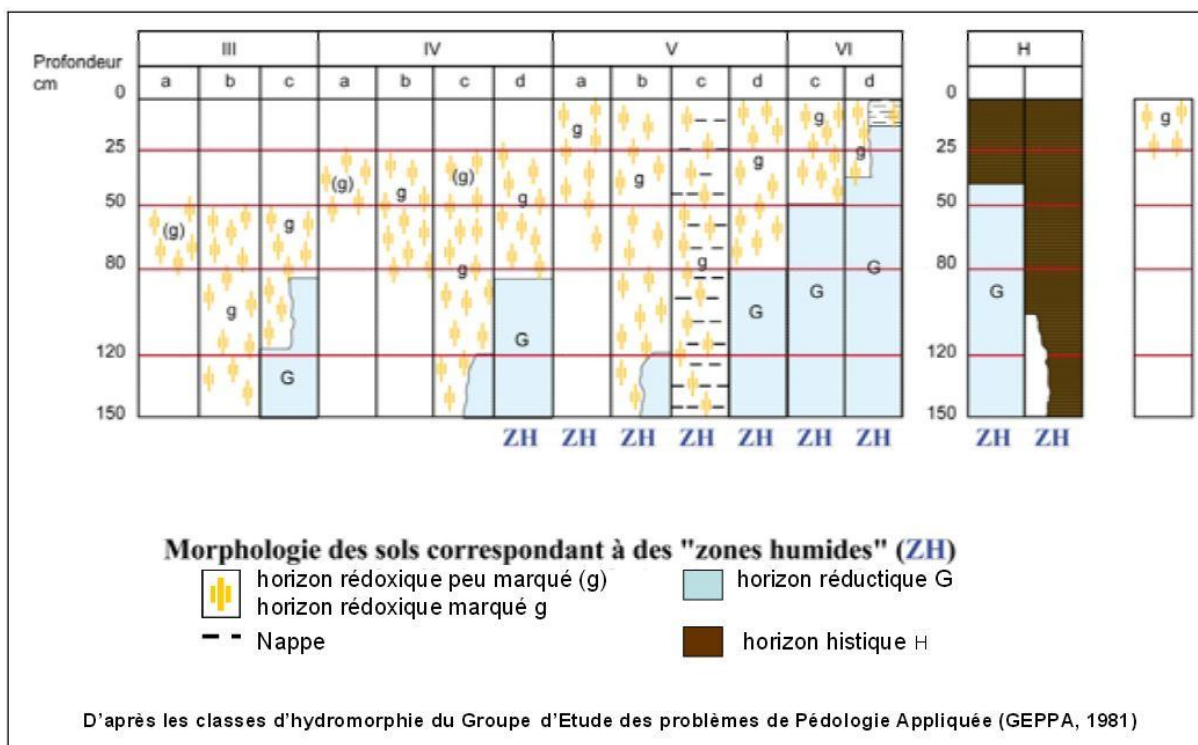 III IV V VI H
Profondeur
cm
a b c a b c d a b c d c d
0 0
g g g g
25 25
(g) g (g) g g g g
50 50
(g) g g g
80 80
g g G G G G
G
120 120
G
150 150
ZH ZH ZH ZH ZH ZH ZH ZH ZH
Morphologie des sols correspondant à des "zones humides" (ZH)
horizon rédoxique peu marqué (g) horizon réductique G
horizon rédoxique marqué g
Nappe horizon histique H
D'après les classes d'hydromorphie du Groupe d'Etude des problèmes de Pédologie Appliquée (GEPPA, 1981)